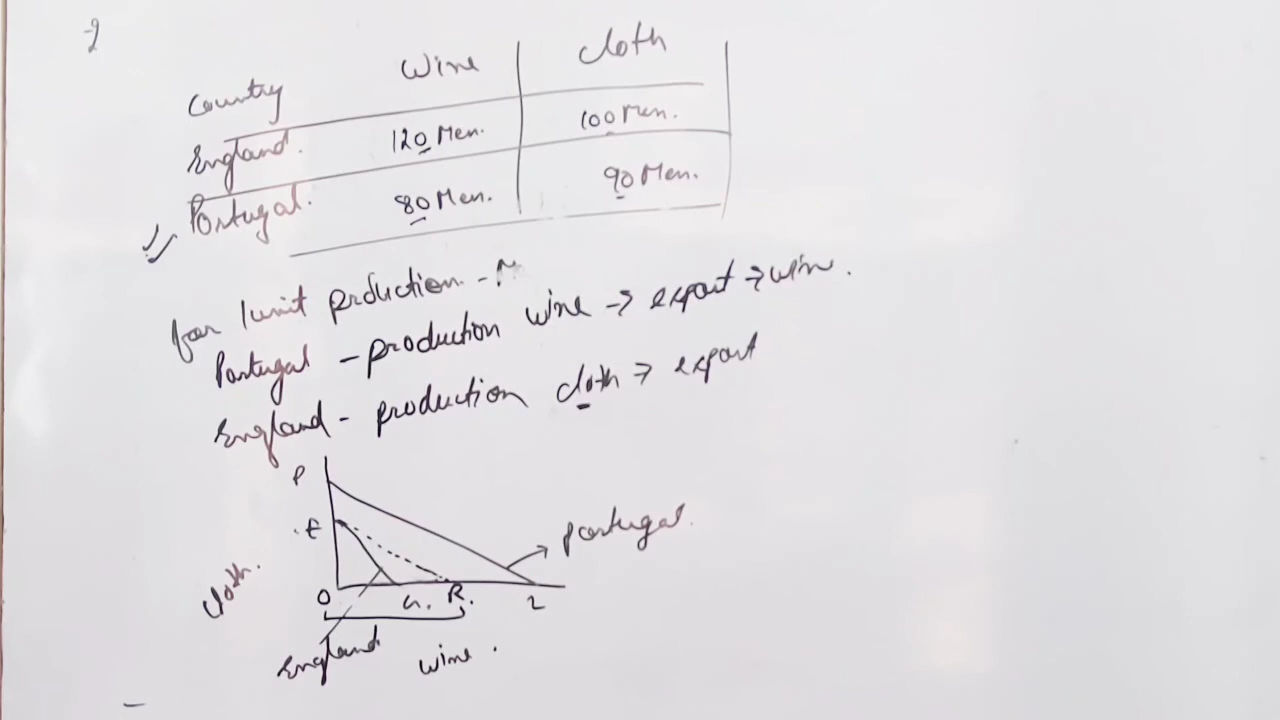 Country Wine Cloth
England. 120 Men. 100 Men.
Portugal. 80 Men. 90 Men.
for 1 unit production -
Portugal - production wine → export → win.
England - production cloth → export
P
E
Portugal.
Cloth.
O G. R. 2
England
wine.